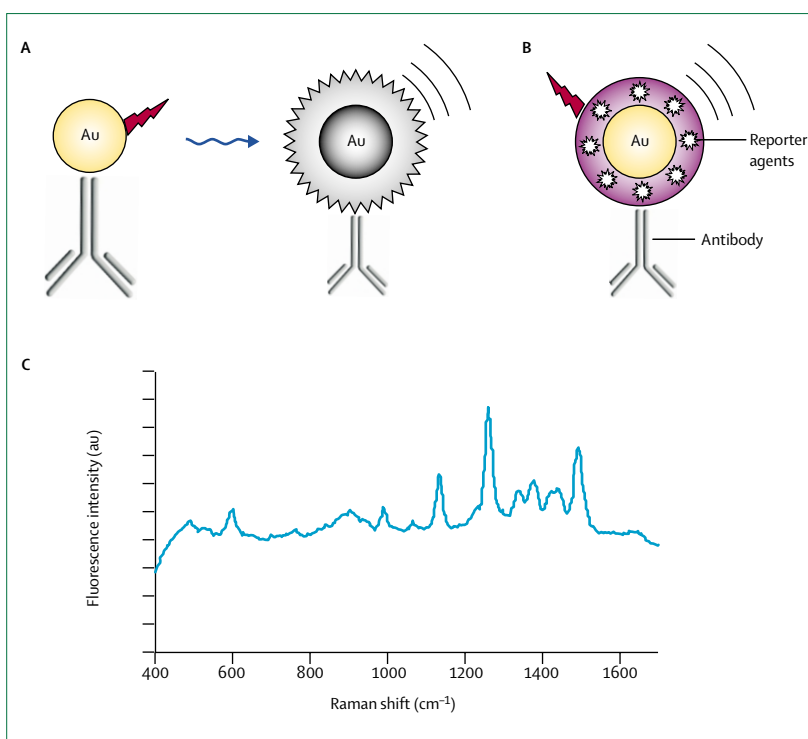 A
B
Au
Au
Au
Reporter
agents
Antibody
C
Fluorescence intensity (au)
400 600 800 1000 1200 1400 1600
Raman shift (cm⁻¹)